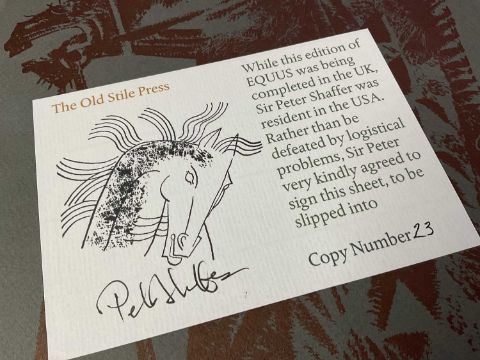 The Old Stile Press
While this edition of
EQUUS was being
completed in the UK,
Sir Peter Shaffer was
resident in the USA.
Rather than be
defeated by logistical
problems, Sir Peter
very kindly agreed to
sign this sheet, to be
slipped into
Copy Number 23